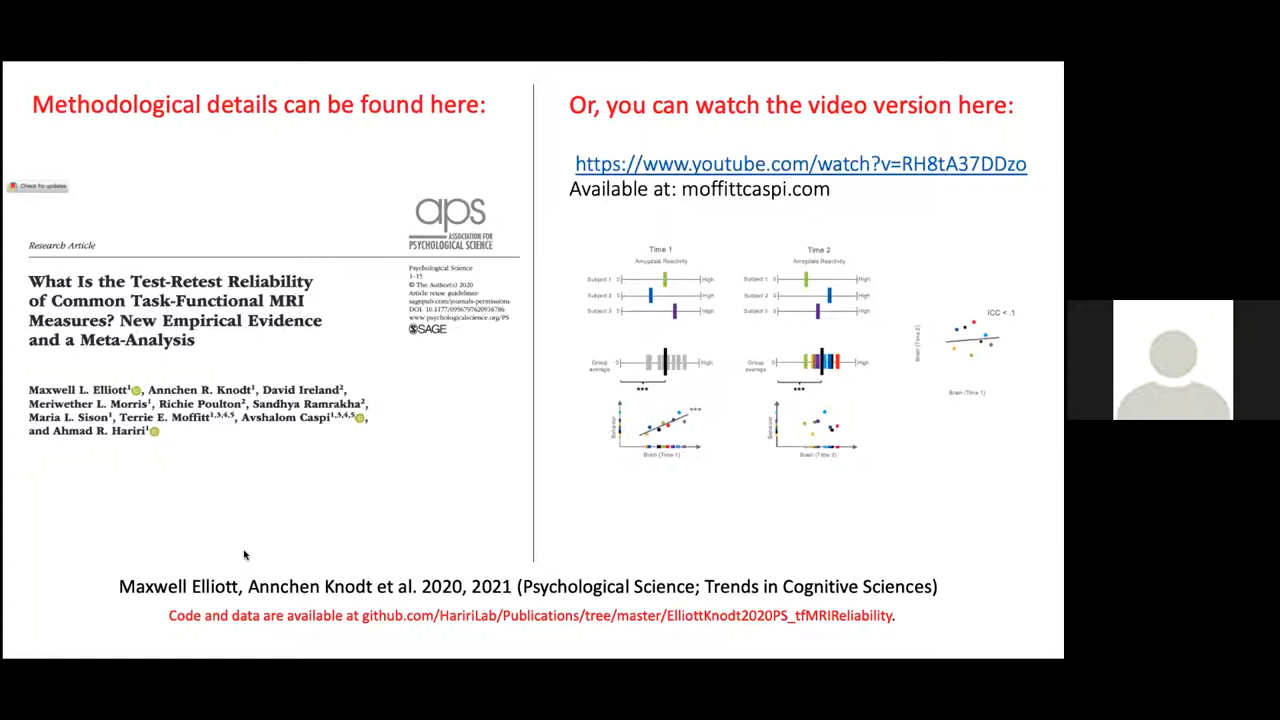 Methodological details can be found here:
Check for updates
aps
ASSOCIATION FOR
PSYCHOLOGICAL SCIENCE
Research Article
What Is the Test-Retest Reliability
of Common Task-Functional MRI
Measures? New Empirical Evidence
and a Meta-Analysis
Psychological Science
1–15
© The Author(s) 2020
Article reuse guidelines:
sagepub.com/journals-permissions
DOI: 10.1177/0956797620916786
www.psychologicalscience.org/PS
SAGE
Maxwell L. Elliott¹, Annchen R. Knodt¹, David Ireland²,
Meriwether L. Morris¹, Richie Poulton², Sandhya Ramrakha²,
Maria L. Sison¹, Terrie E. Moffitt¹,³,⁴,⁵, Avshalom Caspi¹,³,⁴,⁵,
and Ahmad R. Hariri¹
Or, you can watch the video version here:
https://www.youtube.com/watch?v=RH8tA37DDzo
Available at: moffittcaspi.com
Time 1
Amygdala Reactivity
Subject 1 0 High
Subject 2 0 High
Subject 3 0 High
Group average 0 High
***
***
Behavior
Brain (Time 1)
Time 2
Amygdala Reactivity
Subject 1 0 High
Subject 2 0 High
Subject 3 0 High
Group average 0 High
***
Behavior
Brain (Time 2)
ICC < .1
Brain (Time 2)
Brain (Time 1)
Maxwell Elliott, Annchen Knodt et al. 2020, 2021 (Psychological Science; Trends in Cognitive Sciences)
Code and data are available at github.com/HaririLab/Publications/tree/master/ElliottKnodt2020PS_tfMRIReliability.